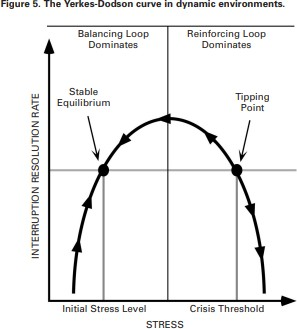 Figure 5. The Yerkes-Dodson curve in dynamic environments.
Balancing Loop
Dominates
Reinforcing Loop
Dominates
Stable
Equilibrium
Tipping
Point
INTERRUPTION RESOLUTION RATE
Initial Stress Level
Crisis Threshold
STRESS